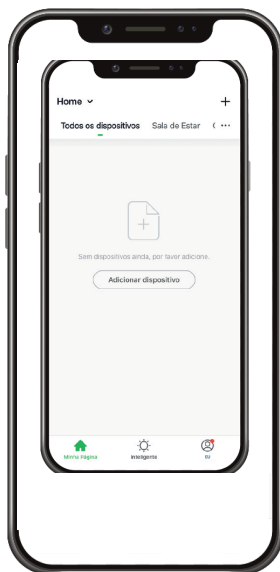 Home
Todos os dispositivos Sala de Estar
Sem dispositivos ainda, por favor adicione.
Adicionar dispositivo
Minha Página Inteligente EU